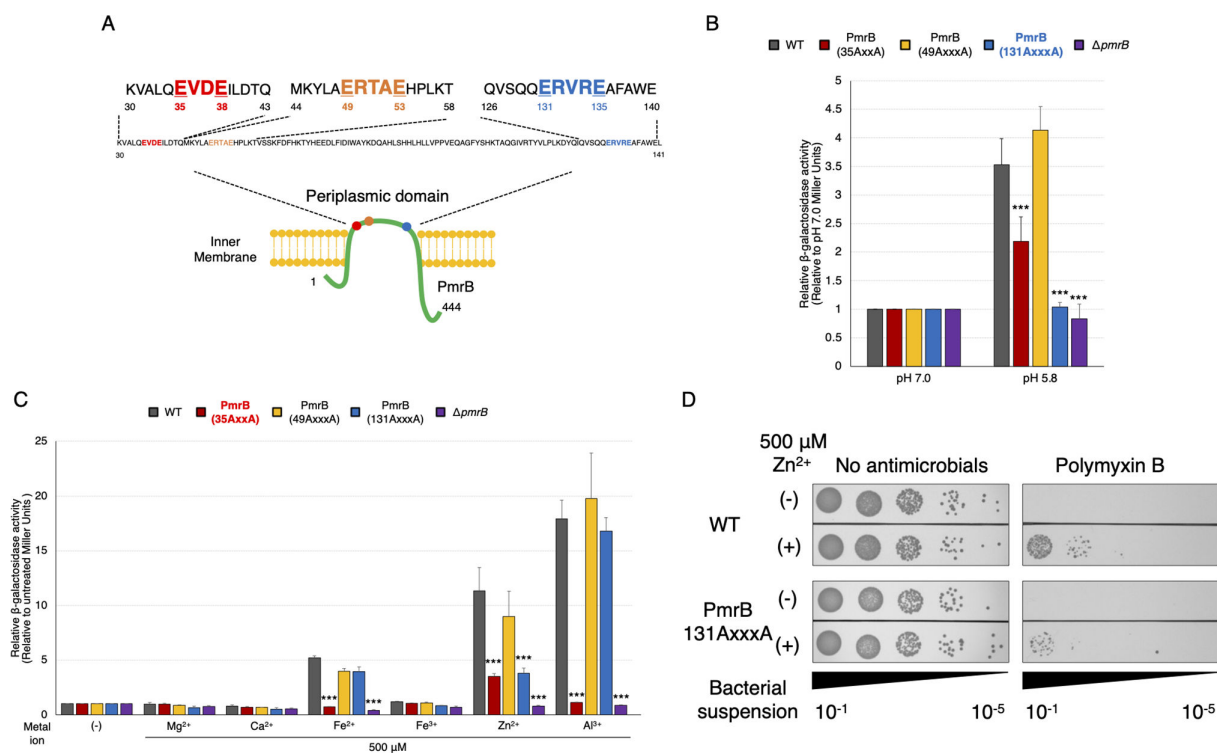 A
KVALQEVDEILDTQ MKYLAERTAEHPLKT QVSQQERVREAFAWE
30 35 38 43 44 49 53 58 126 131 135 140
KVALQEVDEILDTQMKYLAERTAEHPLKTVSSKFDFHKTYHEEDLFIDIWAYKDQAHLSHHLHLLVPPVEQAGFYSHKTAQGIVRTYVLPLKDYQIQVSQQERVREAFAWEL
30 141
Periplasmic domain
Inner
Membrane
1
PmrB
444
B
WT PmrB (35AxxA) PmrB (49AxxxA) PmrB (131AxxxA) ΔpmrB
Relative β-galactosidase activity
(Relative to pH 7.0 Miller Units)
5
4.5
4
3.5
3
2.5
2
1.5
1
0.5
0
***
*** ***
pH 7.0 pH 5.8
C
WT PmrB (35AxxA) PmrB (49AxxxA) PmrB (131AxxxA) ΔpmrB
Relative β-galactosidase activity
(Relative to untreated Miller Units)
25
20
15
10
5
0
*** *** *** *** *** *** ***
Metal
ion
(-) Mg²⁺ Ca²⁺ Fe²⁺ Fe³⁺ Zn²⁺ Al³⁺
500 μM
D
500 μM
Zn²⁺ No antimicrobials Polymyxin B
(-)
WT
(+)
(-)
PmrB
131AxxxA
(+)
Bacterial
suspension
10⁻¹ 10⁻⁵ 10⁻¹ 10⁻⁵